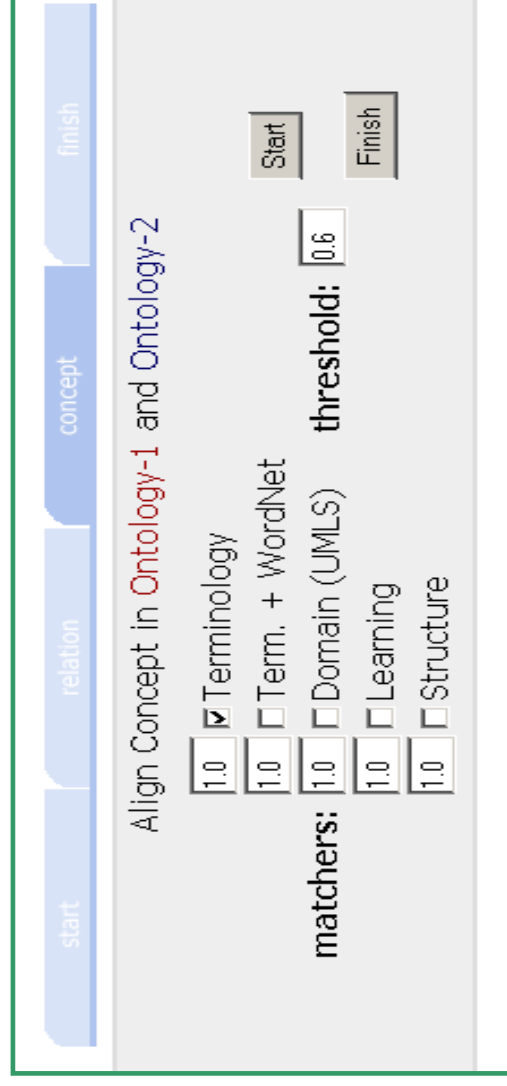 start relation concept finish
Align Concept in Ontology-1 and Ontology-2
1.0 Terminology
1.0 Term. + WordNet Start
matchers: 1.0 Domain (UMLS) threshold: 0.6
1.0 Learning Finish
1.0 Structure